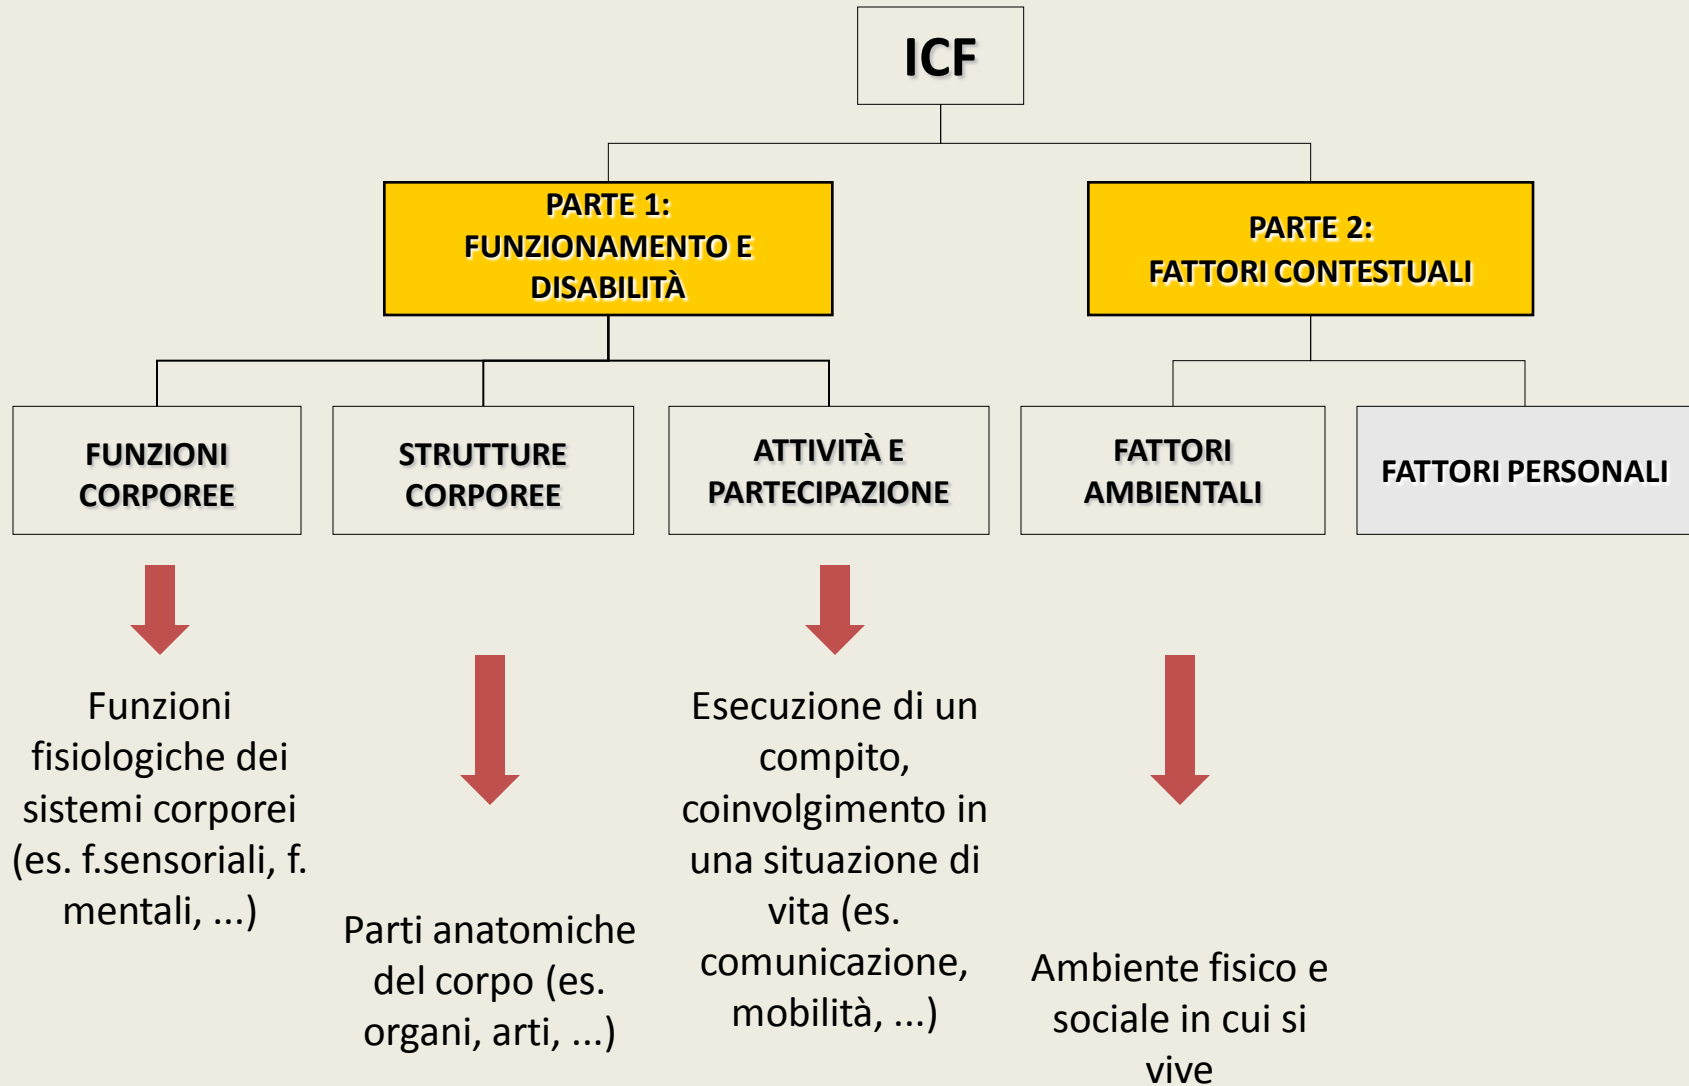 ICF
PARTE 1:
FUNZIONAMENTO E
DISABILITÀ
PARTE 2:
FATTORI CONTESTUALI
FUNZIONI
CORPOREE
STRUTTURE
CORPOREE
ATTIVITÀ E
PARTECIPAZIONE
FATTORI
AMBIENTALI
FATTORI PERSONALI
Funzioni
fisiologiche dei
sistemi corporei
(es. f.sensoriali, f.
mentali, ...)
Parti anatomiche
del corpo (es.
organi, arti, ...)
Esecuzione di un
compito,
coinvolgimento in
una situazione di
vita (es.
comunicazione,
mobilità, ...)
Ambiente fisico e
sociale in cui si
vive